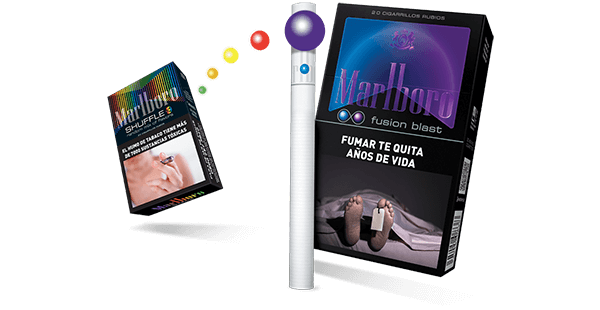 Marlboro
SHUFFLE
EL HUMO DE TABACO TIENE MÁS
DE 7000 SUSTANCIAS TÓXICAS
Marlboro
20 CIGARRILLOS RUBIOS
Marlboro
fusion blast
FUMAR TE QUITA
AÑOS DE VIDA